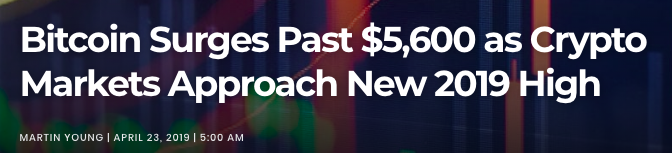 Bitcoin Surges Past $5,600 as Crypto
Markets Approach New 2019 High
MARTIN YOUNG | APRIL 23, 2019 | 5:00 AM